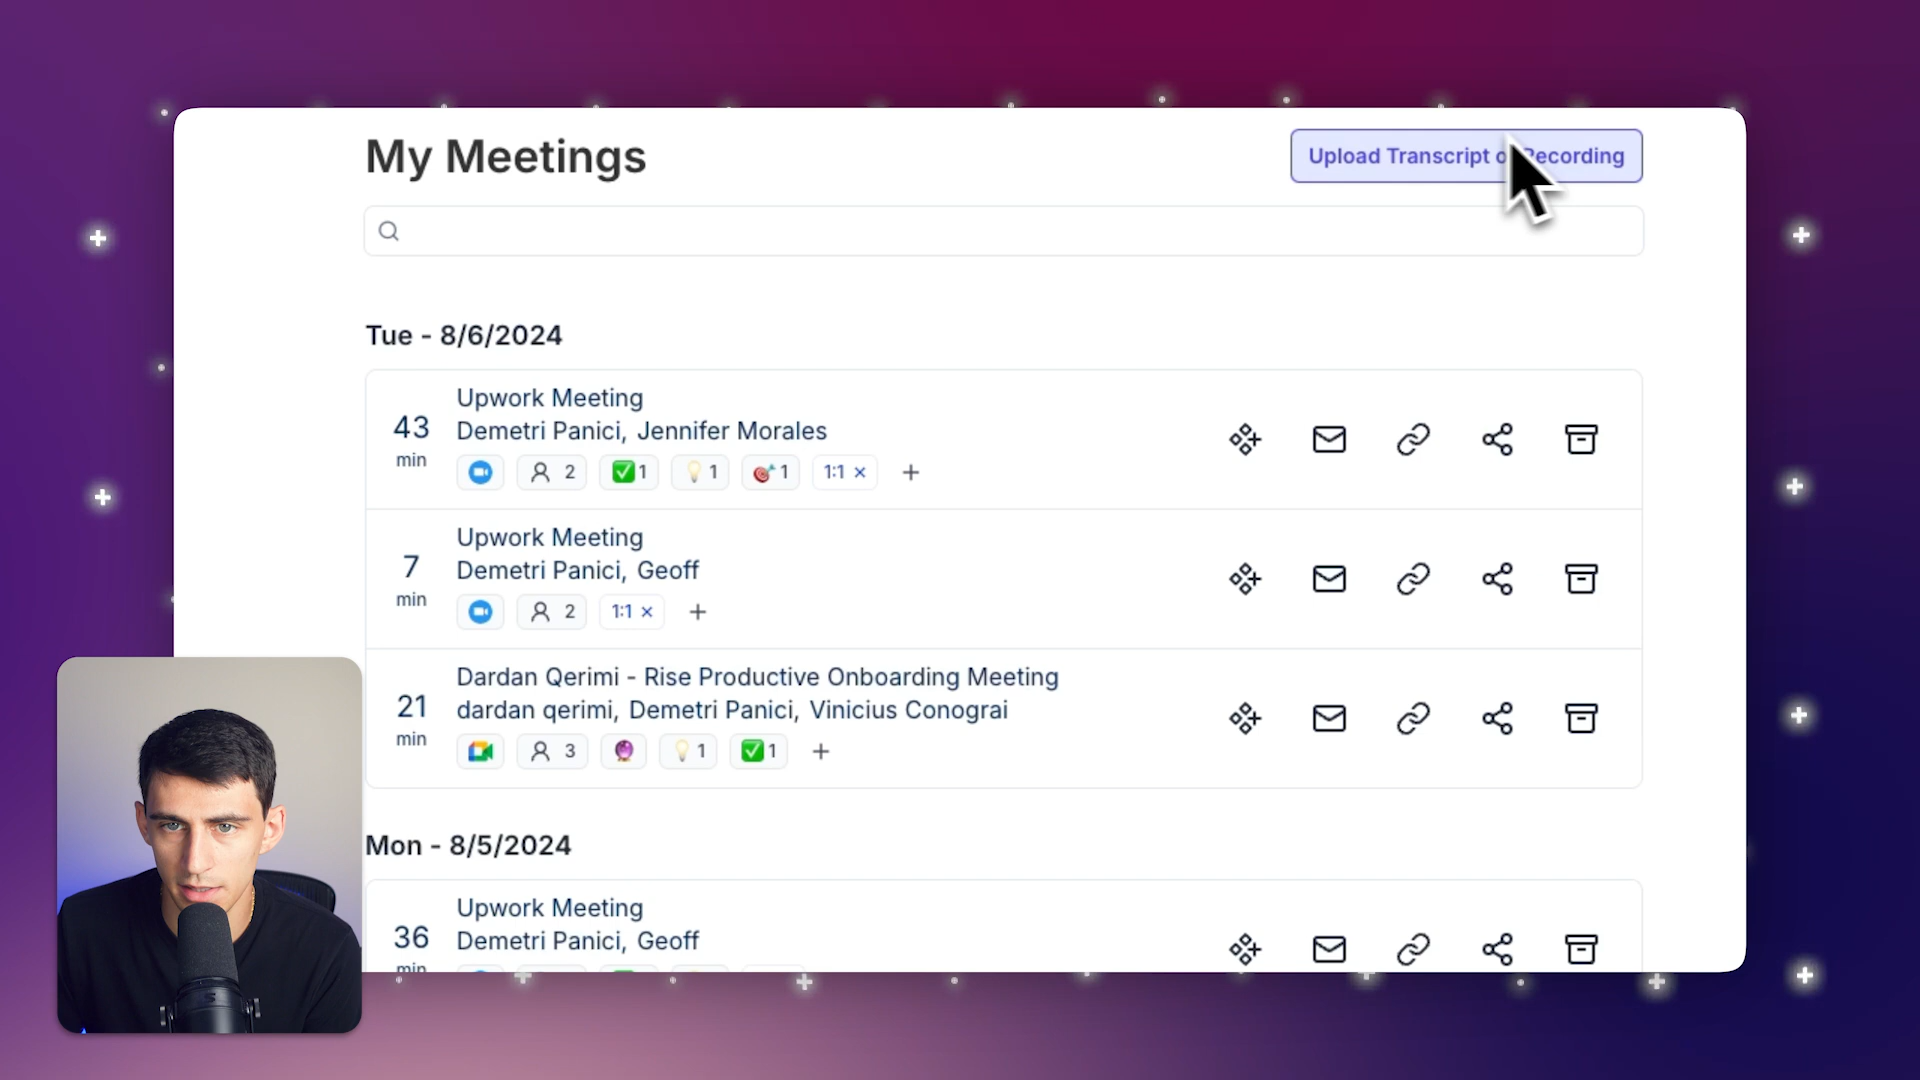 My Meetings
Upload Transcript o Recording
Tue - 8/6/2024
43
min
Upwork Meeting
Demetri Panici, Jennifer Morales
2 1 1 1 1:1 × +
7
min
Upwork Meeting
Demetri Panici, Geoff
2 1:1 × +
21
min
Dardan Qerimi - Rise Productive Onboarding Meeting
dardan qerimi, Demetri Panici, Vinicius Conograi
3 1 1 +
Mon - 8/5/2024
36
min
Upwork Meeting
Demetri Panici, Geoff